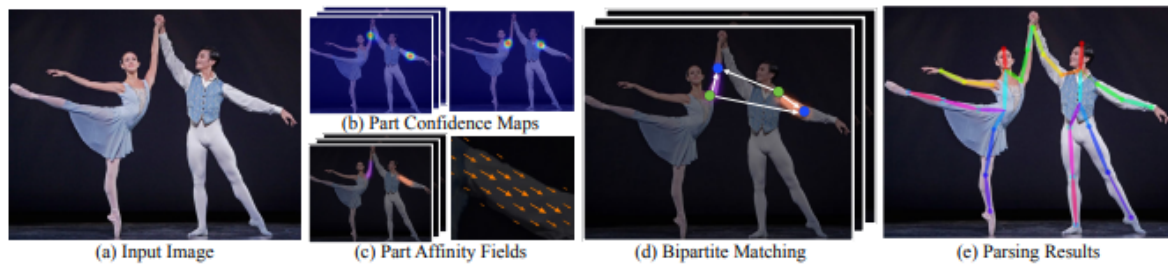 (a) Input Image
(b) Part Confidence Maps
(c) Part Affinity Fields
(d) Bipartite Matching
(e) Parsing Results